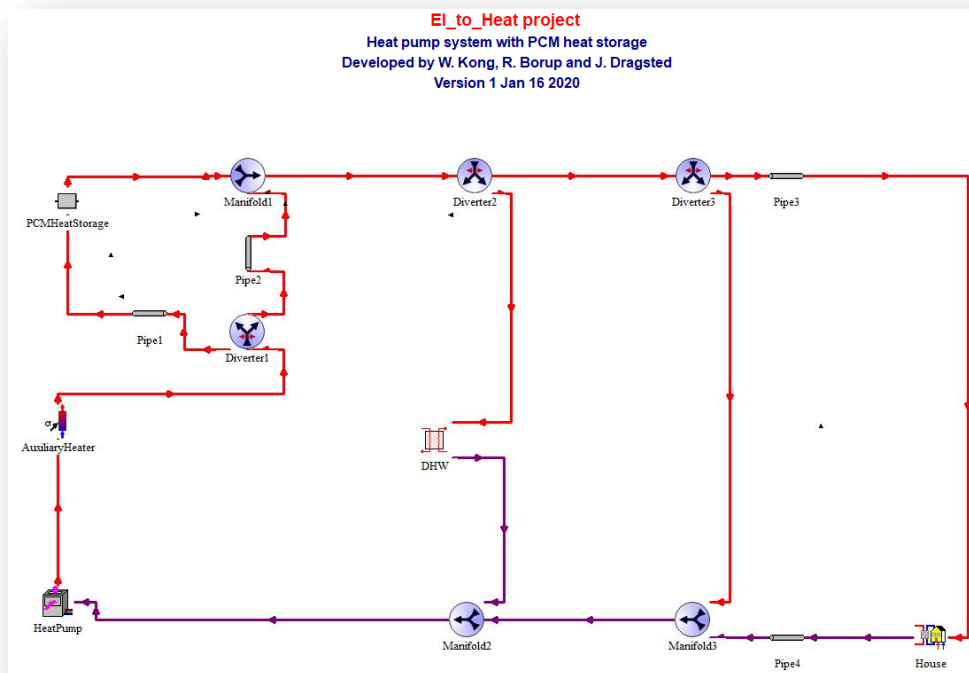 El_to_Heat project
Heat pump system with PCM heat storage
Developed by W. Kong, R. Borup and J. Dragsted
Version 1 Jan 16 2020
Manifold1
Diverter2
Diverter3
Pipe3
PCMHeatStorage
Pipe2
Pipe1
Diverter1
σ
AuxiliaryHeater
DHW
HeatPump
Manifold2
Manifold3
Pipe4
House